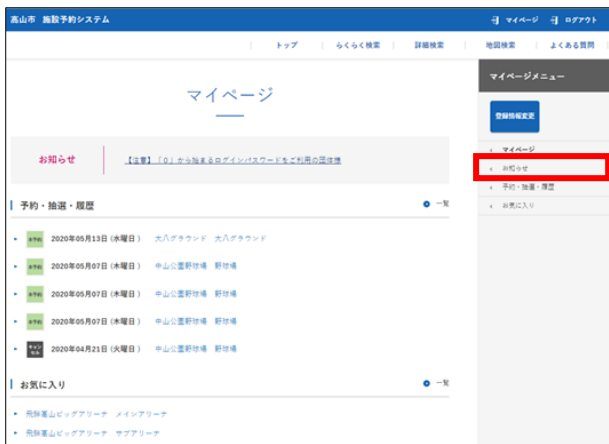 高山市 施設予約システム
マイページ ログアウト
トップ らくらく検索 詳細検索 地図検索 よくある質問
マイページ
お知らせ 【注意】「0」から始まるログインパスワードをご利用の団体様
予約・抽選・履歴 一覧
本予約 2020年05月13日(水曜日) 大八グラウンド 大八グラウンド
本予約 2020年05月07日(木曜日) 中山公園野球場 野球場
本予約 2020年05月07日(木曜日) 中山公園野球場 野球場
本予約 2020年05月07日(木曜日) 中山公園野球場 野球場
キャンセル 2020年04月21日(火曜日) 中山公園野球場 野球場
お気に入り 一覧
飛騨高山ビッグアリーナ メインアリーナ
飛騨高山ビッグアリーナ サブアリーナ
マイページメニュー
登録情報変更
マイページ
お知らせ
予約・抽選・履歴
お気に入り